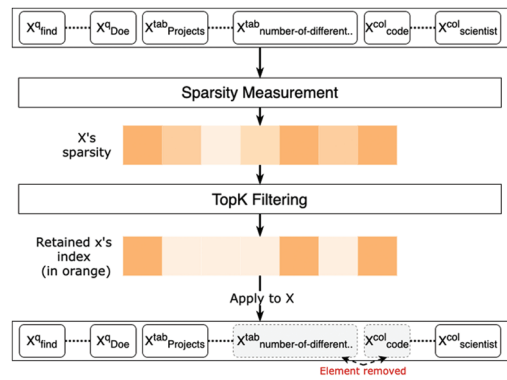 X^q_find X^q_Doe X^tab_Projects X^tab_number-of-different.. X^col_code X^col_scientist
Sparsity Measurement
X's
sparsity
TopK Filtering
Retained x's
index
(in orange)
Apply to X
X^q_find X^q_Doe X^tab_Projects X^tab_number-of-different.. X^col_code X^col_scientist
Element removed